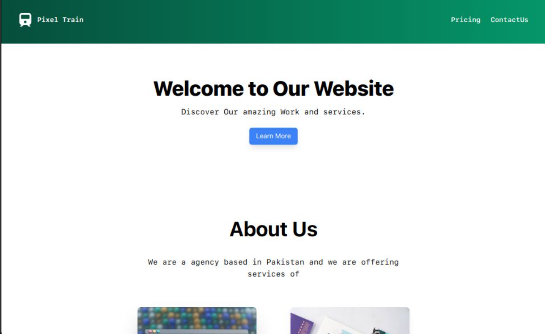 Pixel Train
Pricing ContactUs
Welcome to Our Website
Discover Our amazing Work and services.
Learn More
About Us
We are a agency based in Pakistan and we are offering
services of